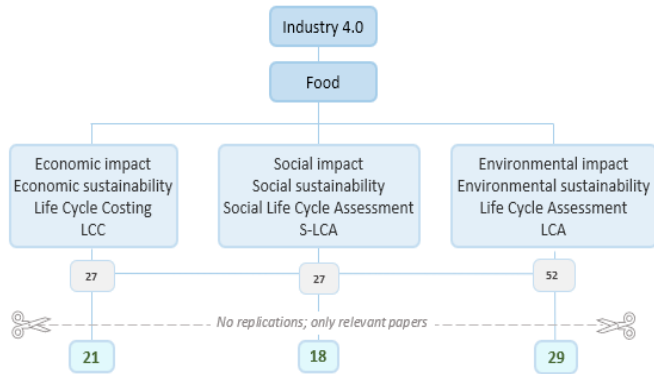 Industry 4.0
Food
Economic impact
Economic sustainability
Life Cycle Costing
LCC
Social impact
Social sustainability
Social Life Cycle Assessment
S-LCA
Environmental impact
Environmental sustainability
Life Cycle Assessment
LCA
27
27
52
No replications; only relevant papers
21
18
29